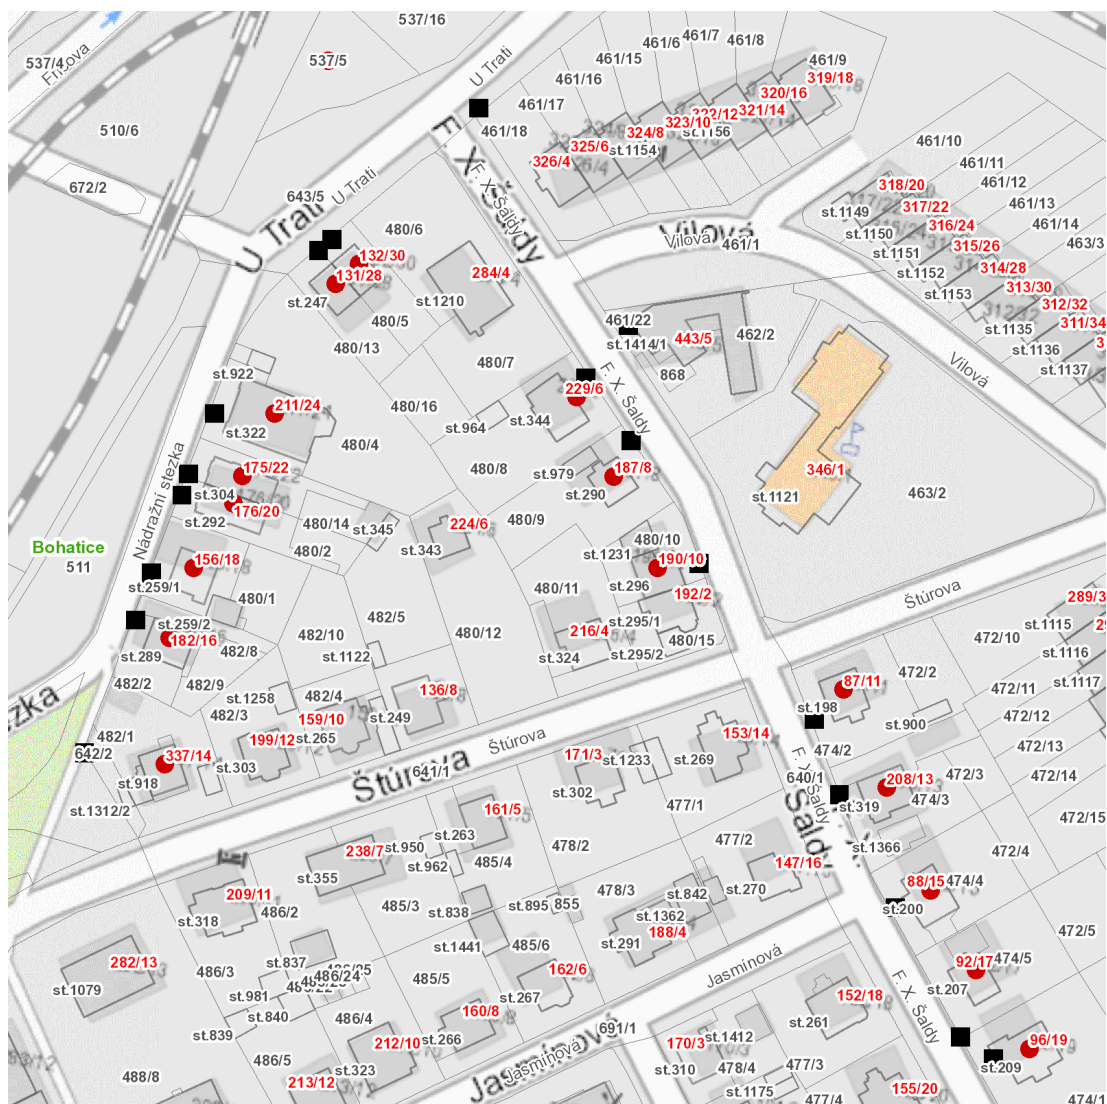 537/16
461/6
461/7
461/8
U Trati
537/4
Fričova
537/5
461/15
461/9
461/16
319/18
320/16
461/17
322/12
321/14
510/6
461/18
323/10
324/8
st.1156
325/6
st.1154
326/4
461/10
461/11
672/2
318/20
461/12
643/5
U Trati
U Trati
F. X. Šaldy
F. X. Šaldy
st.1149
317/22
461/13
480/6
Vilová
Vilová
461/1
st.1150
316/24
461/14
132/30
st.1151
315/26
463/3
131/28
284/4
st.1152
314/28
st.247
st.1210
st.1153
313/30
480/5
461/22
462/2
312/32
480/13
st.1414/1
443/5
st.1135
311/34
480/7
st.1136
st.922
868
Vilová
st.1137
F. X. Šaldy
229/6
211/24
480/16
st.344
st.322
480/4
st.964
Nádražní stezka
175/22
480/8
st.979
187/8
346/1
st.304
st.290
st.1121
463/2
176/20
st.292
480/14
st.345
224/6
480/9
480/10
Bohatice
480/2
st.343
st.1231
511
156/18
190/10
st.259/1
st.296
480/11
192/2
Štúrova
480/1
289/3
st.259/2
482/5
st.295/1
st.1115
182/16
482/10
480/12
216/4
480/15
472/10
st.289
482/8
st.1122
st.324
st.295/2
st.1116
472/2
482/2
482/9
87/11
472/11
st.1117
st.1258
482/4
136/8
st.198
482/3
159/10
st.249
472/12
642/2
482/1
199/12
st.265
Štúrova
153/14
st.900
337/14
171/3
474/2
472/13
st.303
Štúrova
641/1
st.1233
st.269
640/1
208/13
472/3
472/14
st.918
st.302
F. X. Šaldy
Šaldy
st.1312/2
161/5
477/1
st.319
474/3
472/15
st.263
477/2
238/7
st.950
478/2
st.1366
472/4
st.962
485/4
147/16
st.355
88/15
474/4
209/11
478/3
st.842
st.270
485/3
st.838
st.895
855
st.200
st.318
486/2
st.1362
472/5
188/4
st.1441
485/6
st.291
282/13
st.837
Jasmínová
92/17
474/5
486/3
162/6
st.1079
485/5
st.981
st.267
152/18
st.207
F. X. Šaldy
st.840
160/8
st.261
st.839
486/4
Jasmínová
691/1
st.1412
st.266
96/19
212/10
170/3
Jasmínová
486/5
st.323
st.310
477/3
st.209
488/8
213/12
478/4
st.1175
155/20
477/4
474/1